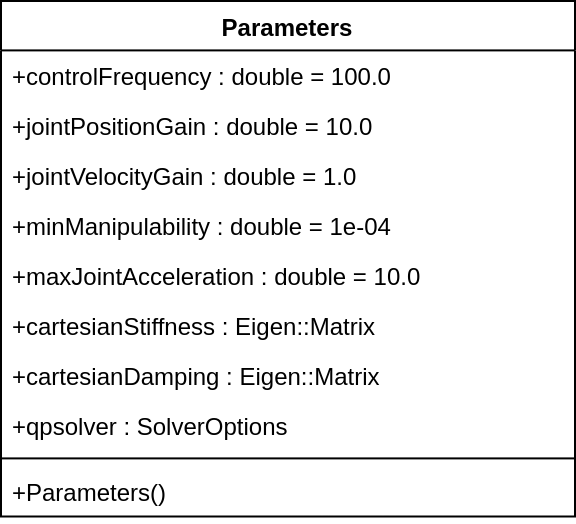 Parameters
+controlFrequency : double = 100.0
+jointPositionGain : double = 10.0
+jointVelocityGain : double = 1.0
+minManipulability : double = 1e-04
+maxJointAcceleration : double = 10.0
+cartesianStiffness : Eigen::Matrix
+cartesianDamping : Eigen::Matrix
+qpsolver : SolverOptions
+Parameters()